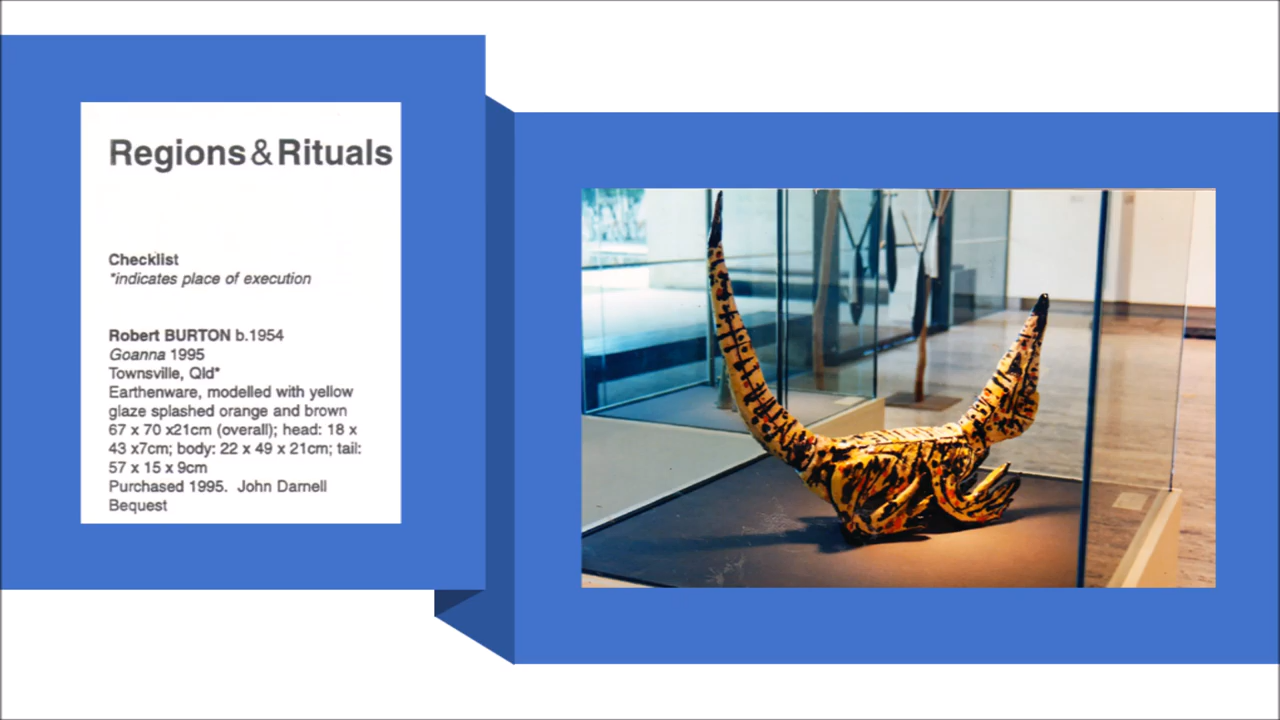 Regions & Rituals
Checklist
*indicates place of execution
Robert BURTON b.1954
Goanna 1995
Townsville, Qld*
Earthenware, modelled with yellow
glaze splashed orange and brown
67 x 70 x21cm (overall); head: 18 x
43 x7cm; body: 22 x 49 x 21cm; tail:
57 x 15 x 9cm
Purchased 1995. John Darnell
Bequest